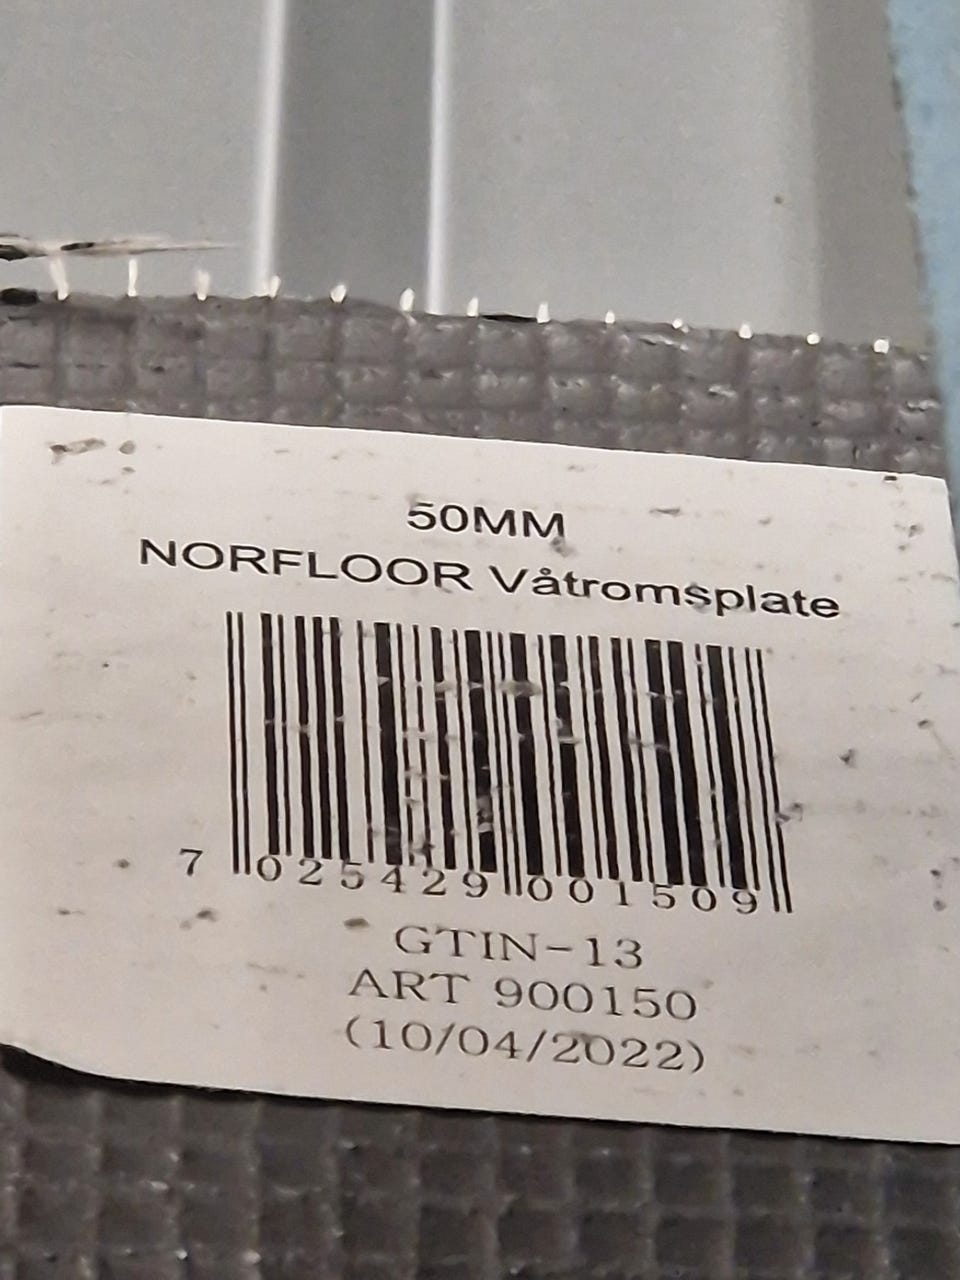 50MM
NORFLOOR Våtromsplate
7 025429 001509
GTIN-13
ART 900150
(10/04/2022)